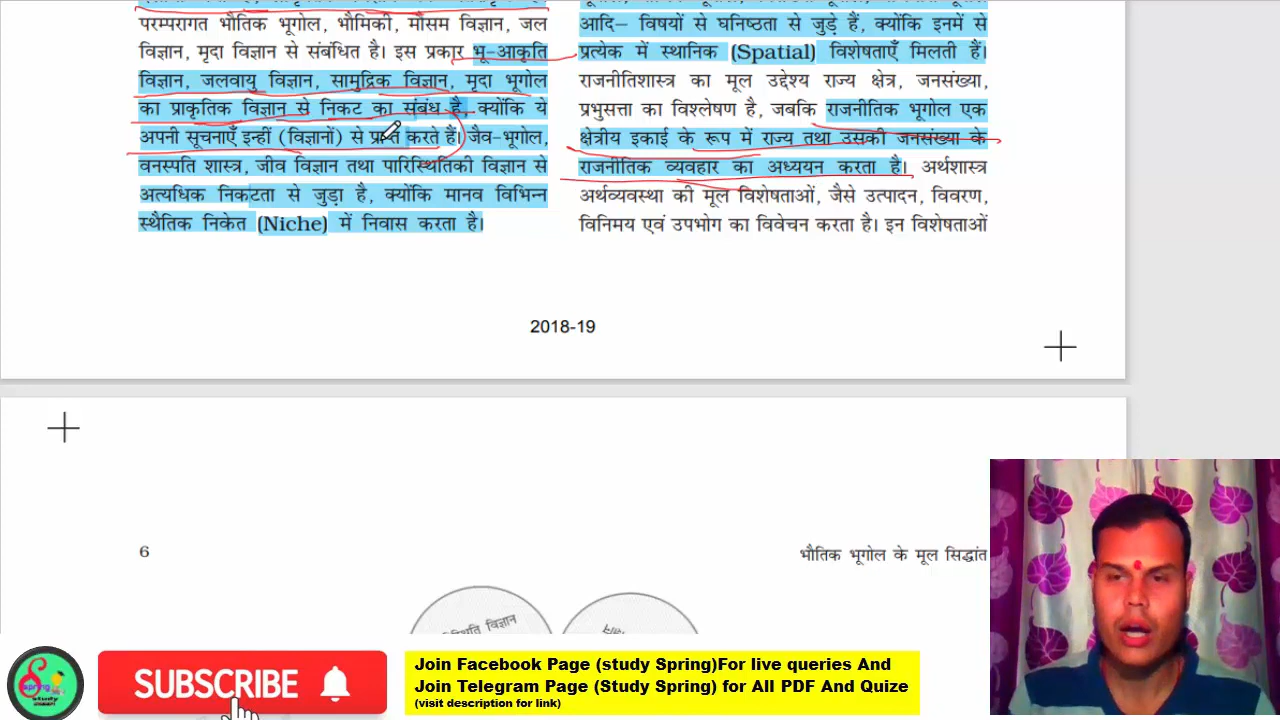 परम्परागत भौतिक भूगोल, भौमिकी, मौसम विज्ञान, जल
विज्ञान, मृदा विज्ञान से संबंधित है। इस प्रकार भू-आकृति
विज्ञान, जलवायु विज्ञान, सामुद्रिक विज्ञान, मृदा भूगोल
का प्राकृतिक विज्ञान से निकट का संबंध है, क्योंकि ये
अपनी सूचनाएँ इन्हीं (विज्ञानों) से प्राप्त करते हैं। जैव-भूगोल,
वनस्पति शास्त्र, जीव विज्ञान तथा पारिस्थितिकी विज्ञान से
अत्यधिक निकटता से जुड़ा है, क्योंकि मानव विभिन्न
स्थैतिक निकेत (Niche) में निवास करता है।
आदि- विषयों से घनिष्ठता से जुड़े हैं, क्योंकि इनमें से
प्रत्येक में स्थानिक (Spatial) विशेषताएँ मिलती हैं।
राजनीतिशास्त्र का मूल उद्देश्य राज्य क्षेत्र, जनसंख्या,
प्रभुसत्ता का विश्लेषण है, जबकि राजनीतिक भूगोल एक
क्षेत्रीय इकाई के रूप में राज्य तथा उसकी जनसंख्या के
राजनीतिक व्यवहार का अध्ययन करता है। अर्थशास्त्र
अर्थव्यवस्था की मूल विशेषताओं, जैसे उत्पादन, विवरण,
विनिमय एवं उपभोग का विवेचन करता है। इन विशेषताओं
2018-19
6
भौतिक भूगोल के मूल सिद्धांत
विज्ञान
SUBSCRIBE
Join Facebook Page (study Spring)For live queries And
Join Telegram Page (Study Spring) for All PDF And Quize
(visit description for link)